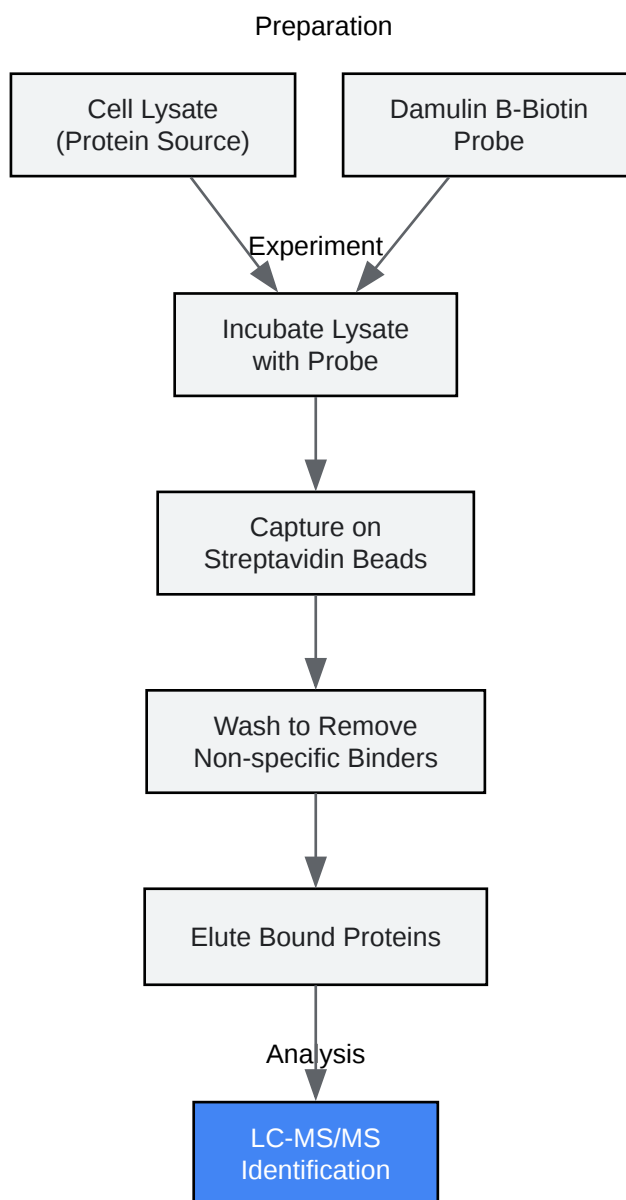 Preparation
Cell Lysate
(Protein Source)
Damulin B-Biotin
Probe
Experiment
Incubate Lysate
with Probe
Capture on
Streptavidin Beads
Wash to Remove
Non-specific Binders
Elute Bound Proteins
Analysis
LC-MS/MS
Identification